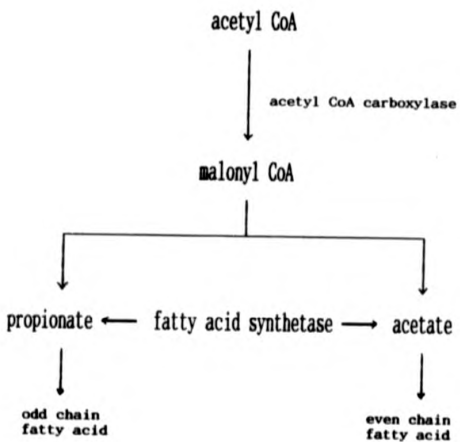 acetyl CoA
acetyl CoA carboxylase
malonyl CoA
propionate
fatty acid synthetase
acetate
odd chain
fatty acid
even chain
fatty acid